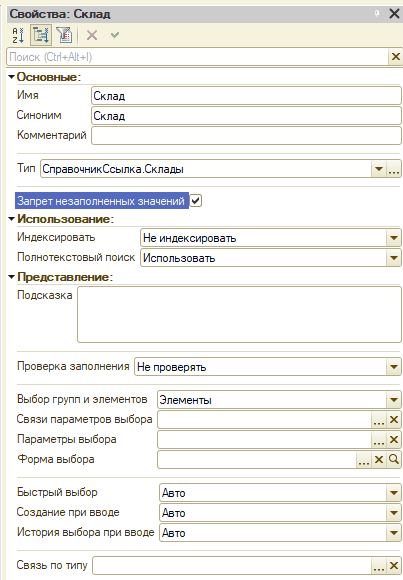 Свойства: Склад
Поиск (Ctrl+Alt+I)
Основные:
Имя Склад
Синоним Склад
Комментарий
Тип СправочникСсылка.Склады
Запрет незаполненных значений
Использование:
Индексировать Не индексировать
Полнотекстовый поиск Использовать
Представление:
Подсказка
Проверка заполнения Не проверять
Выбор групп и элементов Элементы
Связи параметров выбора
Параметры выбора
Форма выбора
Быстрый выбор Авто
Создание при вводе Авто
История выбора при вводе Авто
Связь по типу